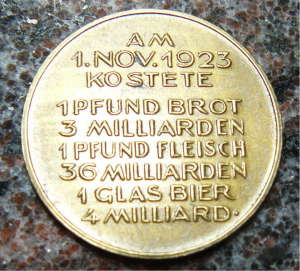 AM
1. NOV. 1923
KOSTETE
1 PFUND BROT
3 MILLIARDEN
1 PFUND FLEISCH
36 MILLIARDEN
1 GLAS BIER
4 MILLIARD.